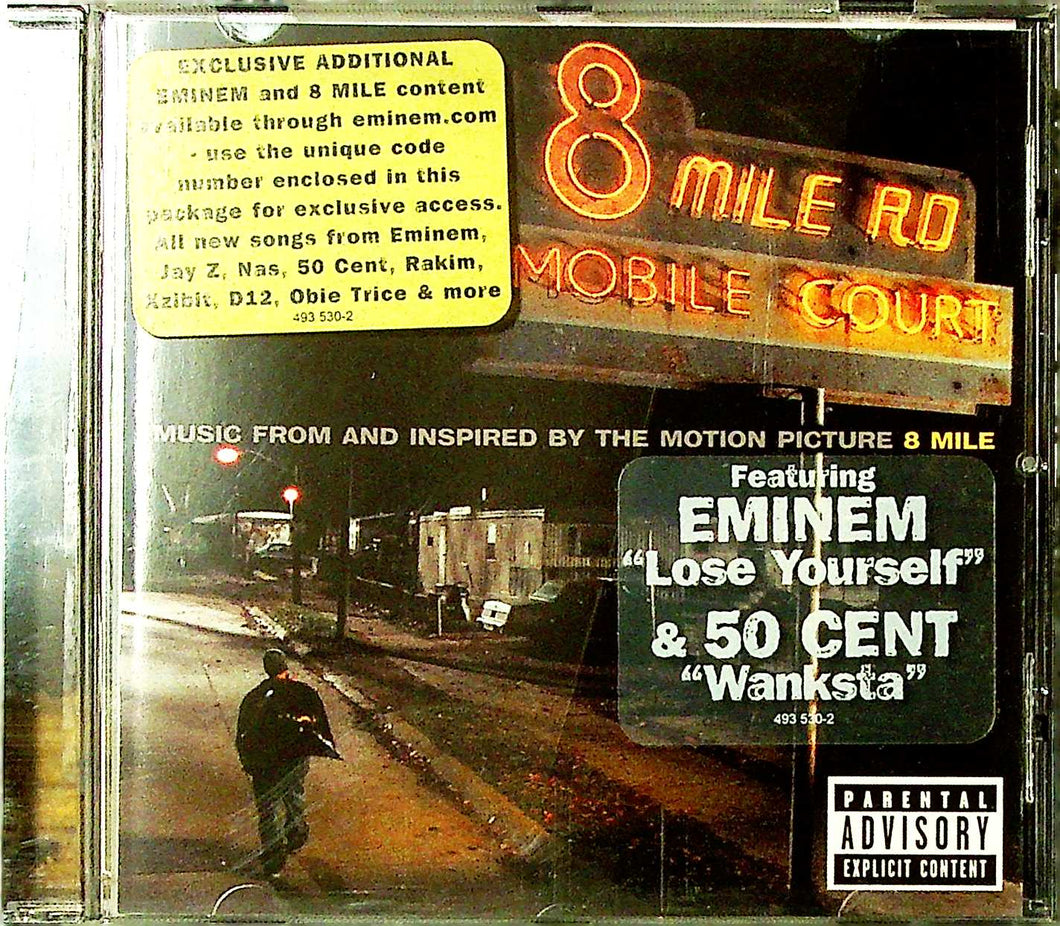 EXCLUSIVE ADDITIONAL
EMINEM and 8 MILE content
available through eminem.com
- use the unique code
number enclosed in this
package for exclusive access.
All new songs from Eminem,
Jay Z, Nas, 50 Cent, Rakim,
Xzibit, D12, Obie Trice & more
493 530-2
8 MILE RD
MOBILE COURT
MUSIC FROM AND INSPIRED BY THE MOTION PICTURE 8 MILE
Featuring
EMINEM
“Lose Yourself”
& 50 CENT
“Wanksta”
493 530-2
PARENTAL
ADVISORY
EXPLICIT CONTENT